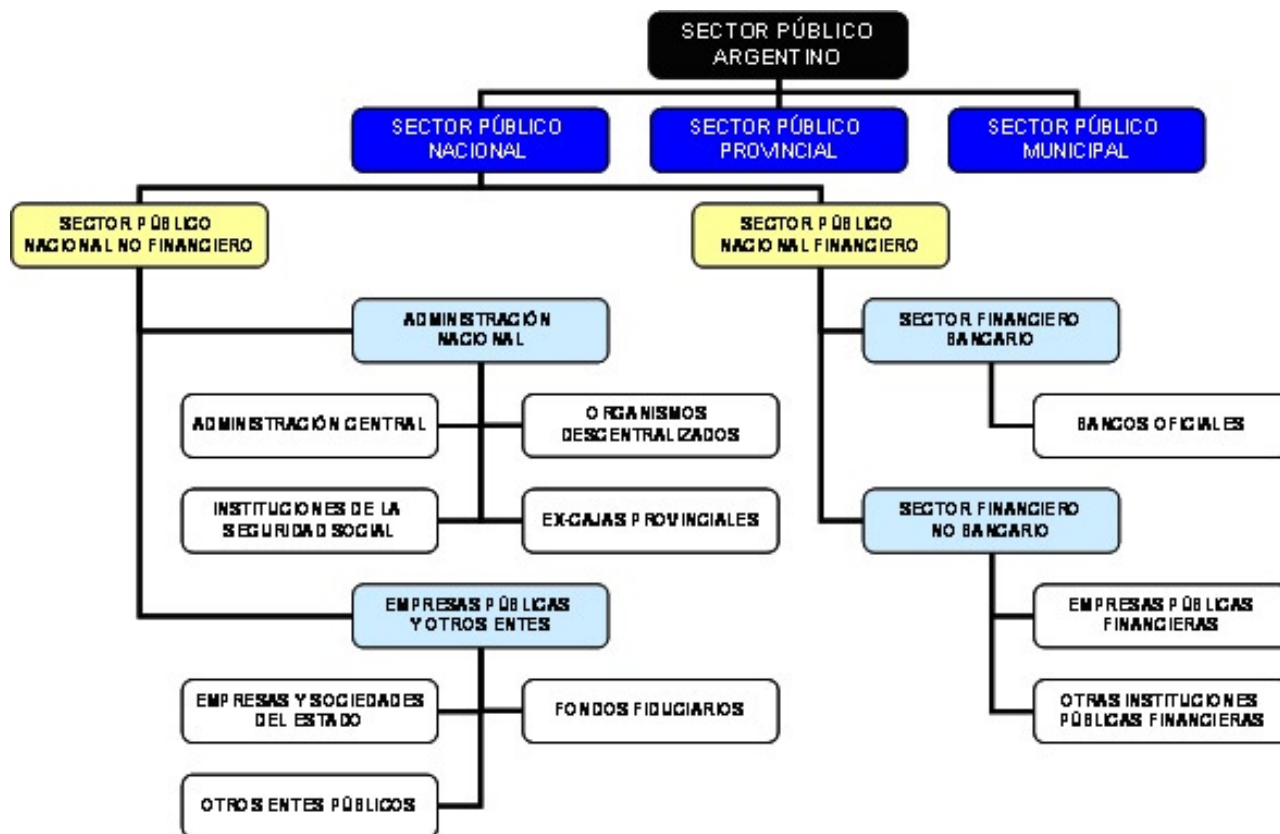 SECTOR PÚBLICO
ARGENTINO
SECTOR PÚBLICO
NACIONAL
SECTOR PÚBLICO
PROVINCIAL
SECTOR PÚBLICO
MUNICIPAL
SECTOR PÚBLICO
NACIONAL NO FINANCIERO
SECTOR PÚBLICO
NACIONAL FINANCIERO
ADMINISTRACIÓN
NACIONAL
SECTOR FINANCIERO
BANCARIO
ADMINISTRACIÓN CENTRAL
ORGANISMOS
DESCENTRALIZADOS
BANCOS OFICIALES
INSTITUCIONES DE LA
SEGURIDAD SOCIAL
EX-CAJAS PROVINCIALES
SECTOR FINANCIERO
NO BANCARIO
EMPRESAS PÚBLICAS
Y OTROS ENTES
EMPRESAS PÚBLICAS
FINANCIERAS
EMPRESAS Y SOCIEDADES
DEL ESTADO
FONDOS FIDUCIARIOS
OTRAS INSTITUCIONES
PÚBLICAS FINANCIERAS
OTROS ENTES PÚBLICOS